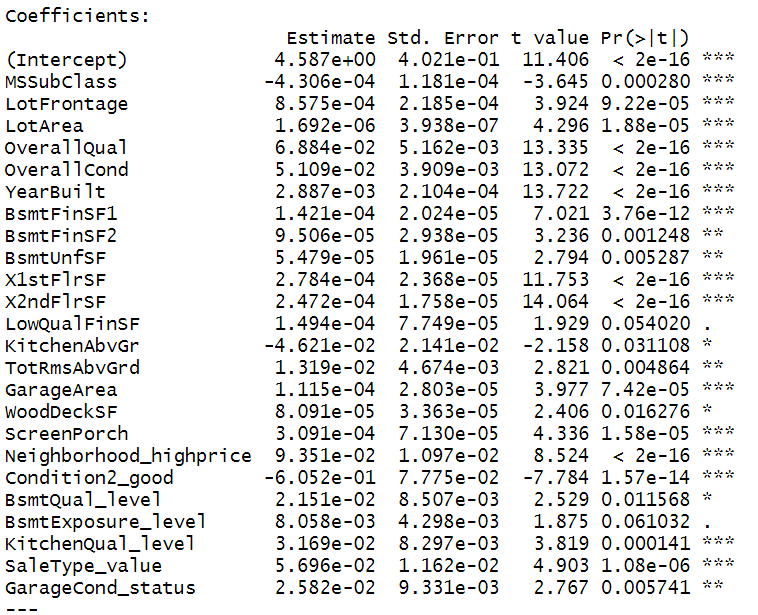 Coefficients:
                       Estimate Std. Error t value Pr(>|t|)
(Intercept)           4.587e+00  4.021e-01  11.406  < 2e-16 ***
MSSubClass           -4.306e-04  1.181e-04  -3.645 0.000280 ***
LotFrontage           8.575e-04  2.185e-04   3.924 9.22e-05 ***
LotArea               1.692e-06  3.938e-07   4.296 1.88e-05 ***
OverallQual           6.884e-02  5.162e-03  13.335  < 2e-16 ***
OverallCond           5.109e-02  3.909e-03  13.072  < 2e-16 ***
YearBuilt             2.887e-03  2.104e-04  13.722  < 2e-16 ***
BsmtFinSF1            1.421e-04  2.024e-05   7.021 3.76e-12 ***
BsmtFinSF2            9.506e-05  2.938e-05   3.236 0.001248 **
BsmtUnfSF             5.479e-05  1.961e-05   2.794 0.005287 **
X1stFlrSF             2.784e-04  2.368e-05  11.753  < 2e-16 ***
X2ndFlrSF             2.472e-04  1.758e-05  14.064  < 2e-16 ***
LowQualFinSF          1.494e-04  7.749e-05   1.929 0.054020 .
KitchenAbvGr         -4.621e-02  2.141e-02  -2.158 0.031108 *
TotRmsAbvGrd          1.319e-02  4.674e-03   2.821 0.004864 **
GarageArea            1.115e-04  2.803e-05   3.977 7.42e-05 ***
WoodDeckSF            8.091e-05  3.363e-05   2.406 0.016276 *
ScreenPorch           3.091e-04  7.130e-05   4.336 1.58e-05 ***
Neighborhood_highprice  9.351e-02  1.097e-02   8.524  < 2e-16 ***
Condition2_good      -6.052e-01  7.775e-02  -7.784 1.57e-14 ***
BsmtQual_level        2.151e-02  8.507e-03   2.529 0.011568 *
BsmtExposure_level    8.058e-03  4.298e-03   1.875 0.061032 .
KitchenQual_level     3.169e-02  8.297e-03   3.819 0.000141 ***
SaleType_value        5.696e-02  1.162e-02   4.903 1.08e-06 ***
GarageCond_status     2.582e-02  9.331e-03   2.767 0.005741 **
---